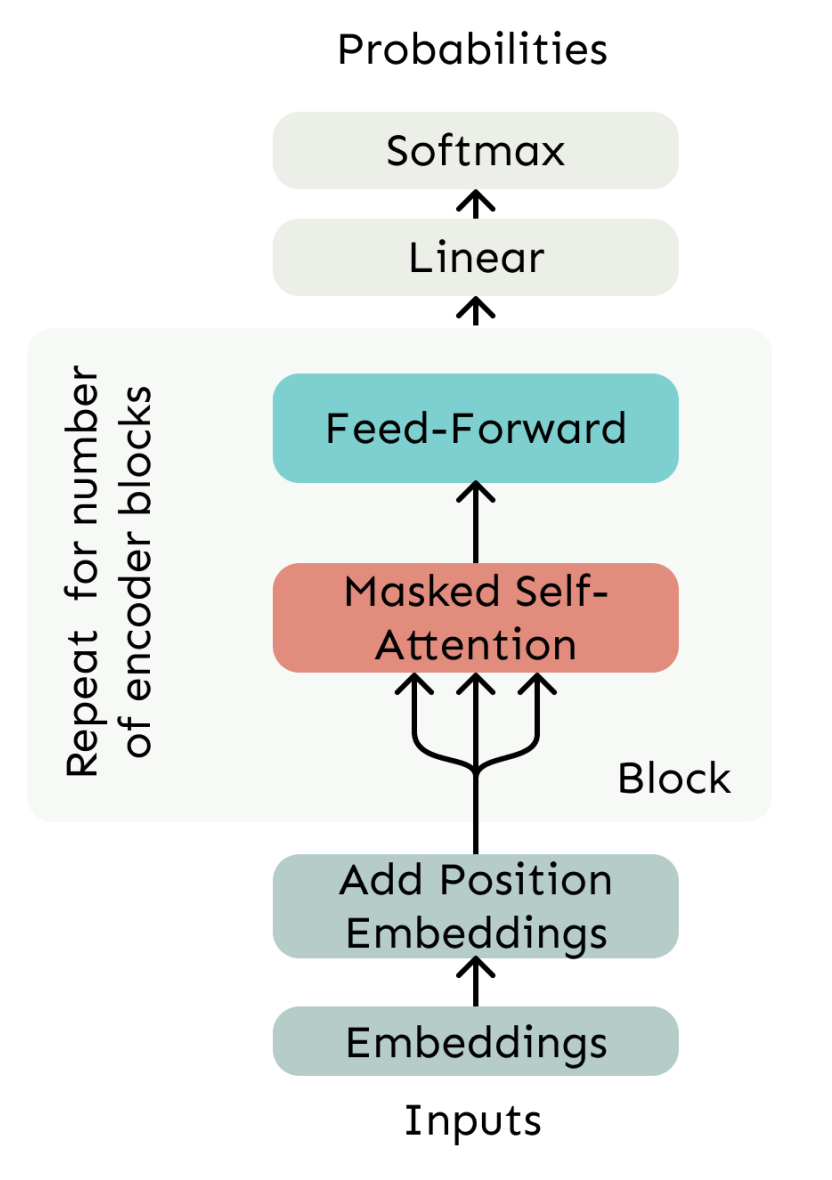 Probabilities
Softmax
Linear
Feed-Forward
Repeat for number
of encoder blocks
Masked Self-
Attention
Block
Add Position
Embeddings
Embeddings
Inputs